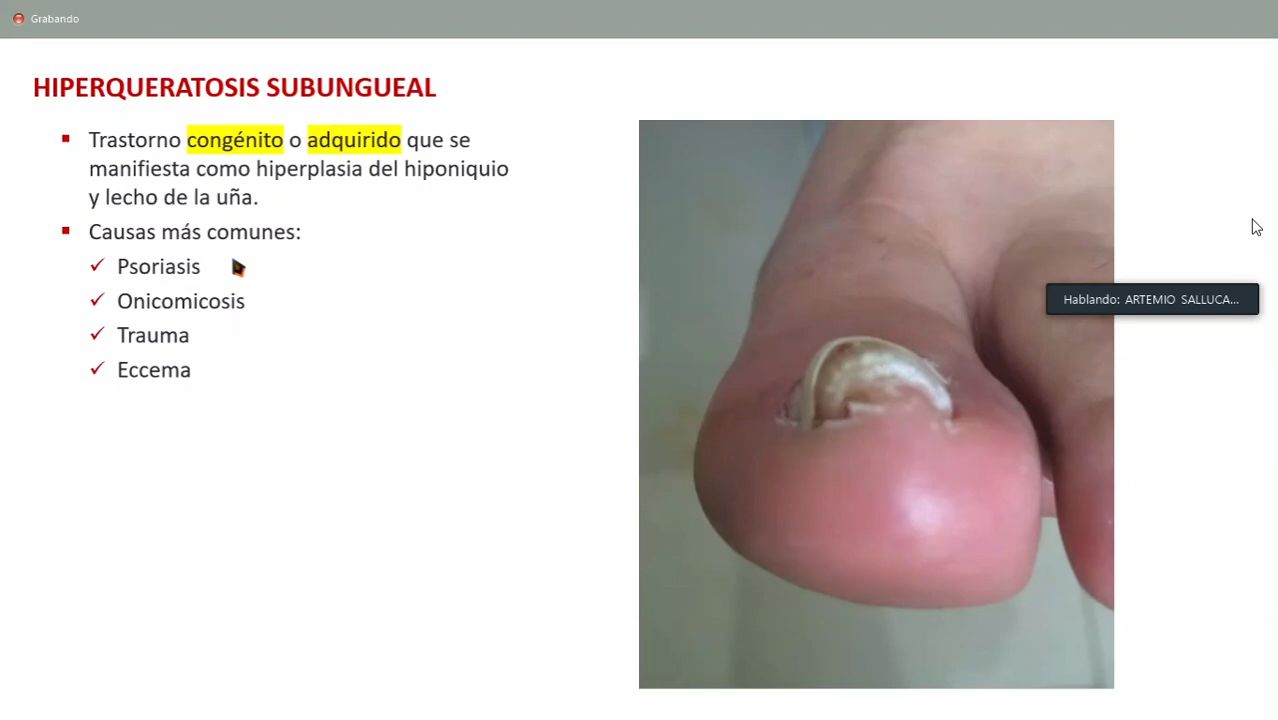 Grabando
HIPERQUERATOSIS SUBUNGUEAL
Trastorno congénito o adquirido que se
manifiesta como hiperplasia del hiponiquio
y lecho de la uña.
Causas más comunes:
Psoriasis
Onicomicosis
Trauma
Eccema
Hablando: ARTEMIO SALLUCA...